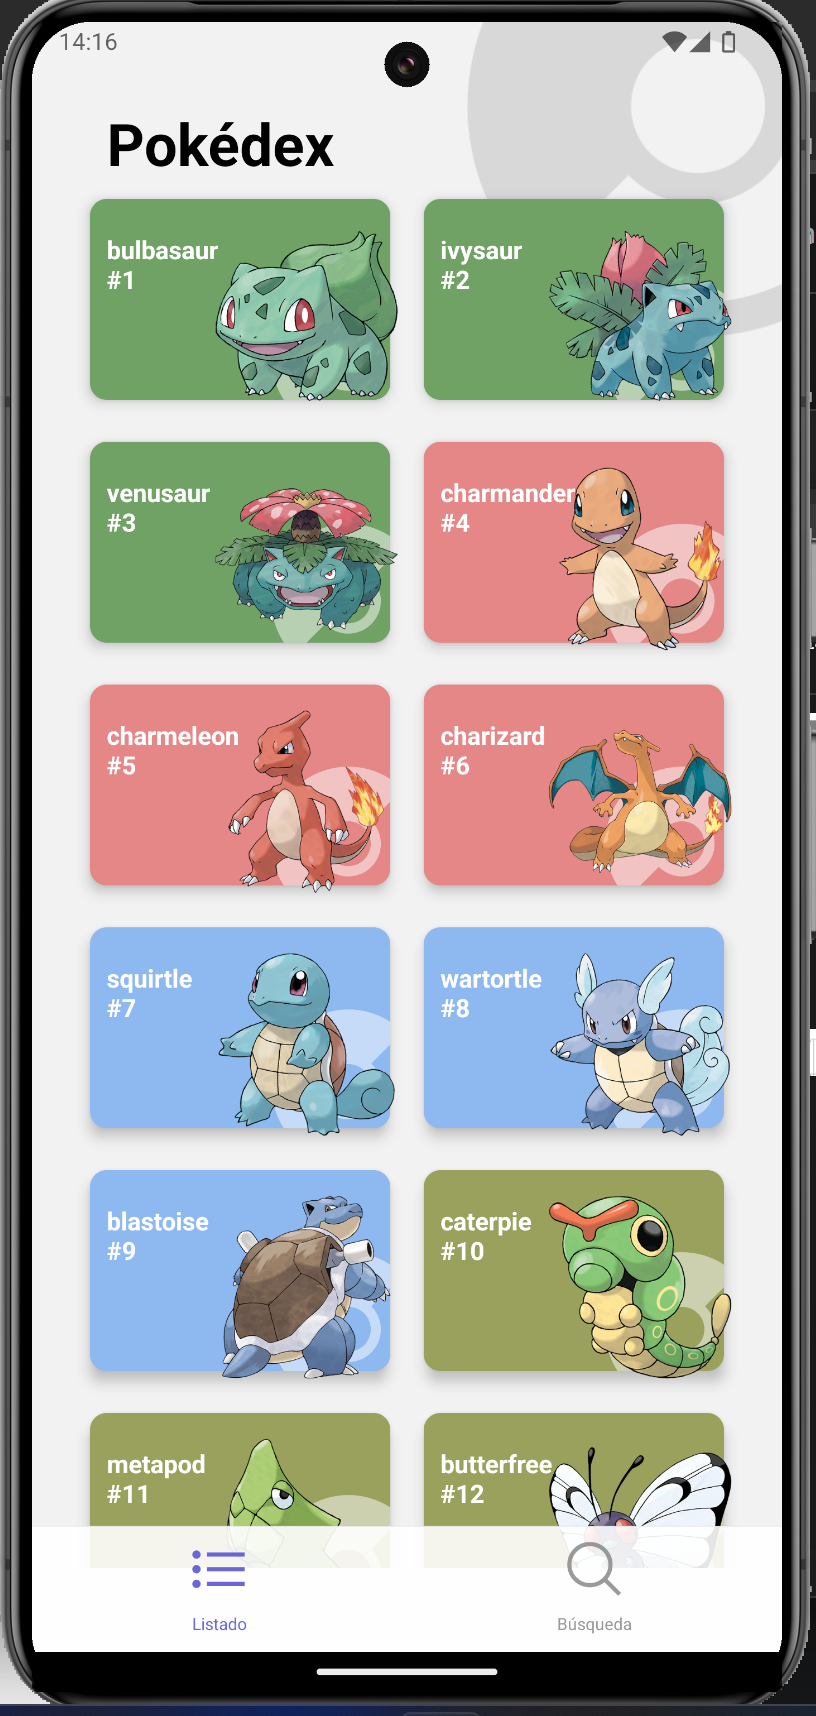 14:16
Pokédex
bulbasaur
#1
ivysaur
#2
venusaur
#3
charmander
#4
charmeleon
#5
charizard
#6
squirtle
#7
wartortle
#8
blastoise
#9
caterpie
#10
metapod
#11
butterfree
#12
Listado
Búsqueda